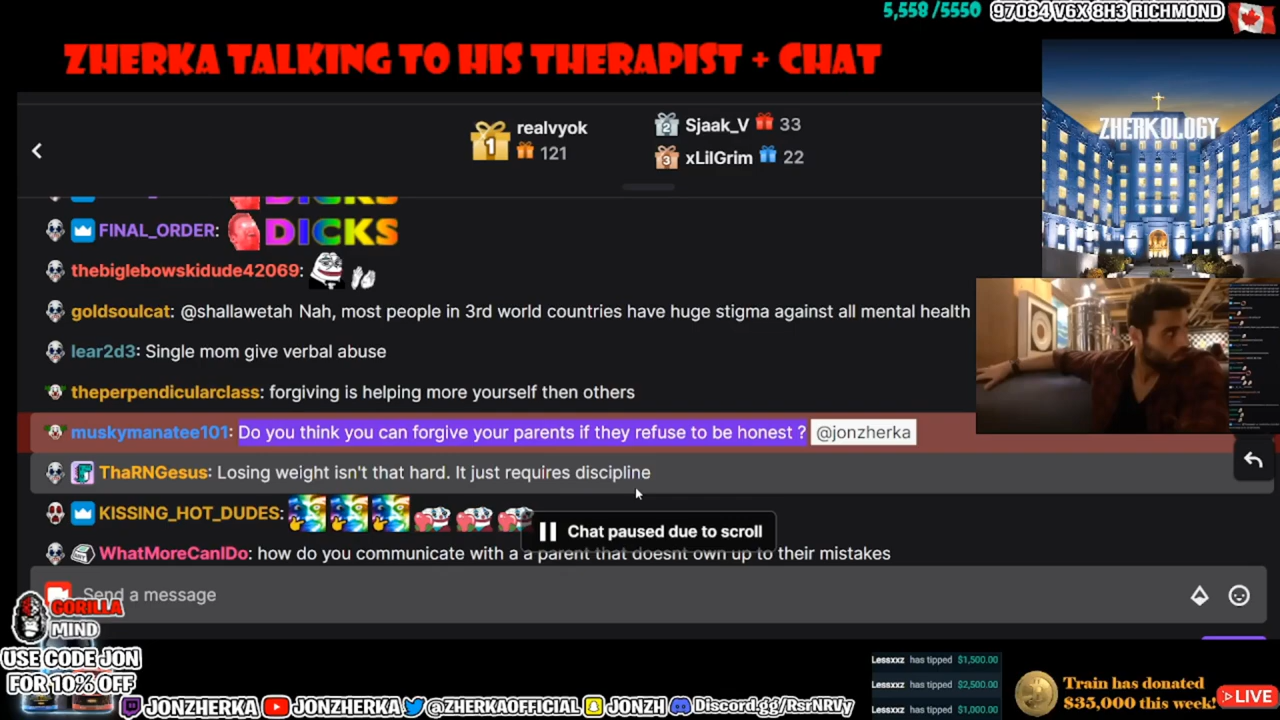 5,558 /5550 97084 V6X 8H3 RICHMOND
ZHERKA TALKING TO HIS THERAPIST + CHAT
1 realvyok 121
2 Sjaak_V 33
3 xLilGrim 22
ZHERKOLOGY
DICKS
FINAL_ORDER: DICKS
thebiglebowskidude42069:
goldsoulcat: @shallawetah Nah, most people in 3rd world countries have huge stigma against all mental health
lear2d3: Single mom give verbal abuse
theperpendicularclass: forgiving is helping more yourself then others
muskymanatee101: Do you think you can forgive your parents if they refuse to be honest ? @jonzherka
ThaRNGesus: Losing weight isn't that hard. It just requires discipline
KISSING_HOT_DUDES:
Chat paused due to scroll
WhatMoreCanIDo: how do you communicate with a a parent that doesnt own up to their mistakes
Send a message
GORILLA
MIND
USE CODE JON
FOR 10% OFF
Lessxxz has tipped $1,500.00
Lessxxz has tipped $2,500.00
Lessxxz has tipped $1,000.00
Train has donated
$35,000 this week!
LIVE
JONZHERKA JONZHERKA @ZHERKAOFFICIAL JONZH Discord.gg/RsrNRVy